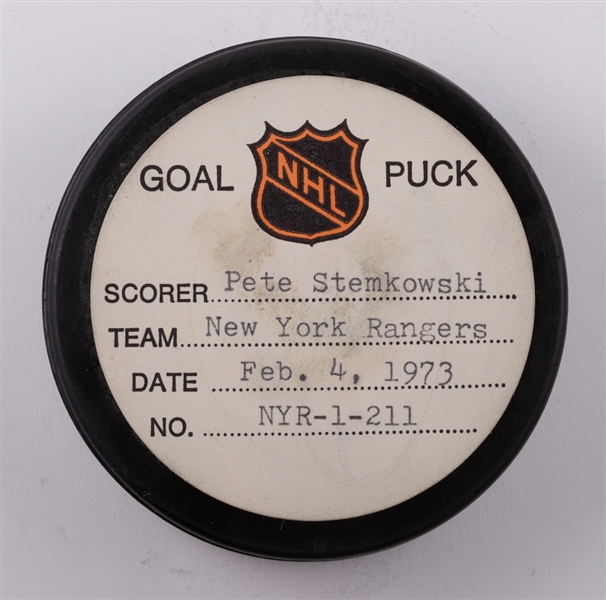 GOAL NHL PUCK
SCORER Pete Stemkowski
TEAM New York Rangers
DATE Feb. 4, 1973
NO. NYR-1-211